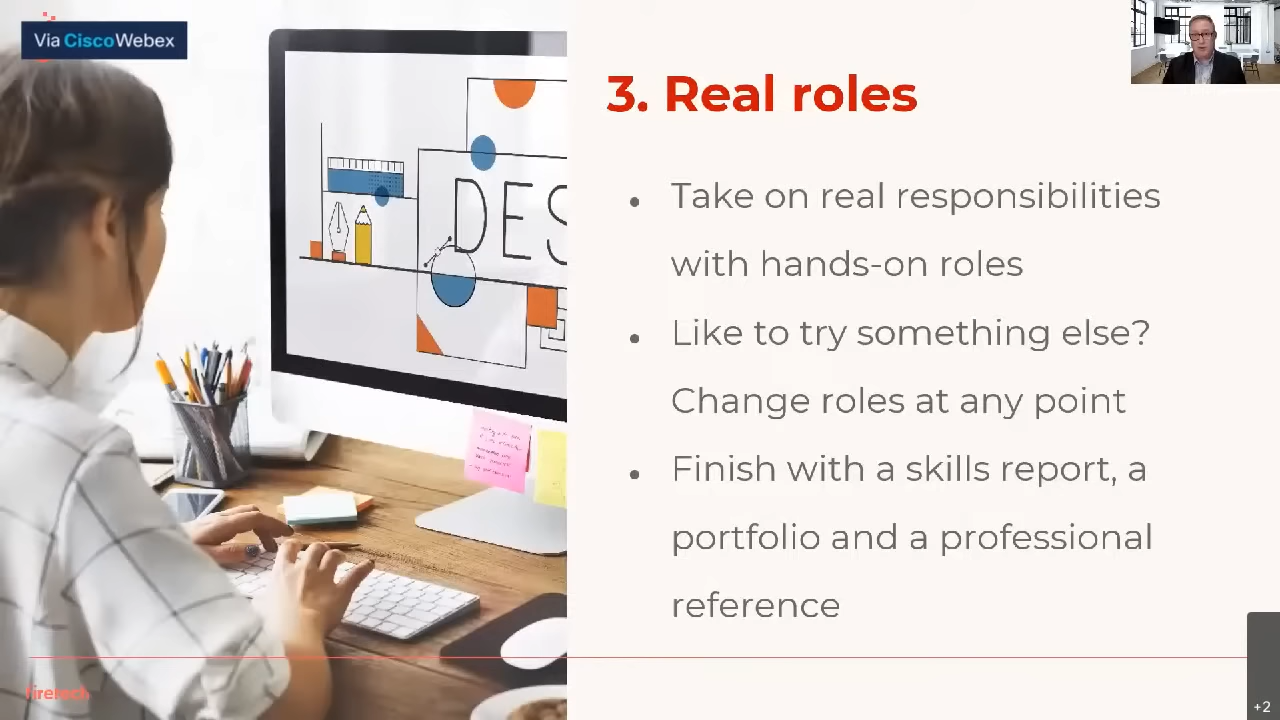 Via Cisco Webex
3. Real roles
DES
Take on real responsibilities
with hands-on roles
Like to try something else?
Change roles at any point
Finish with a skills report, a
portfolio and a professional
reference
firetech
+2